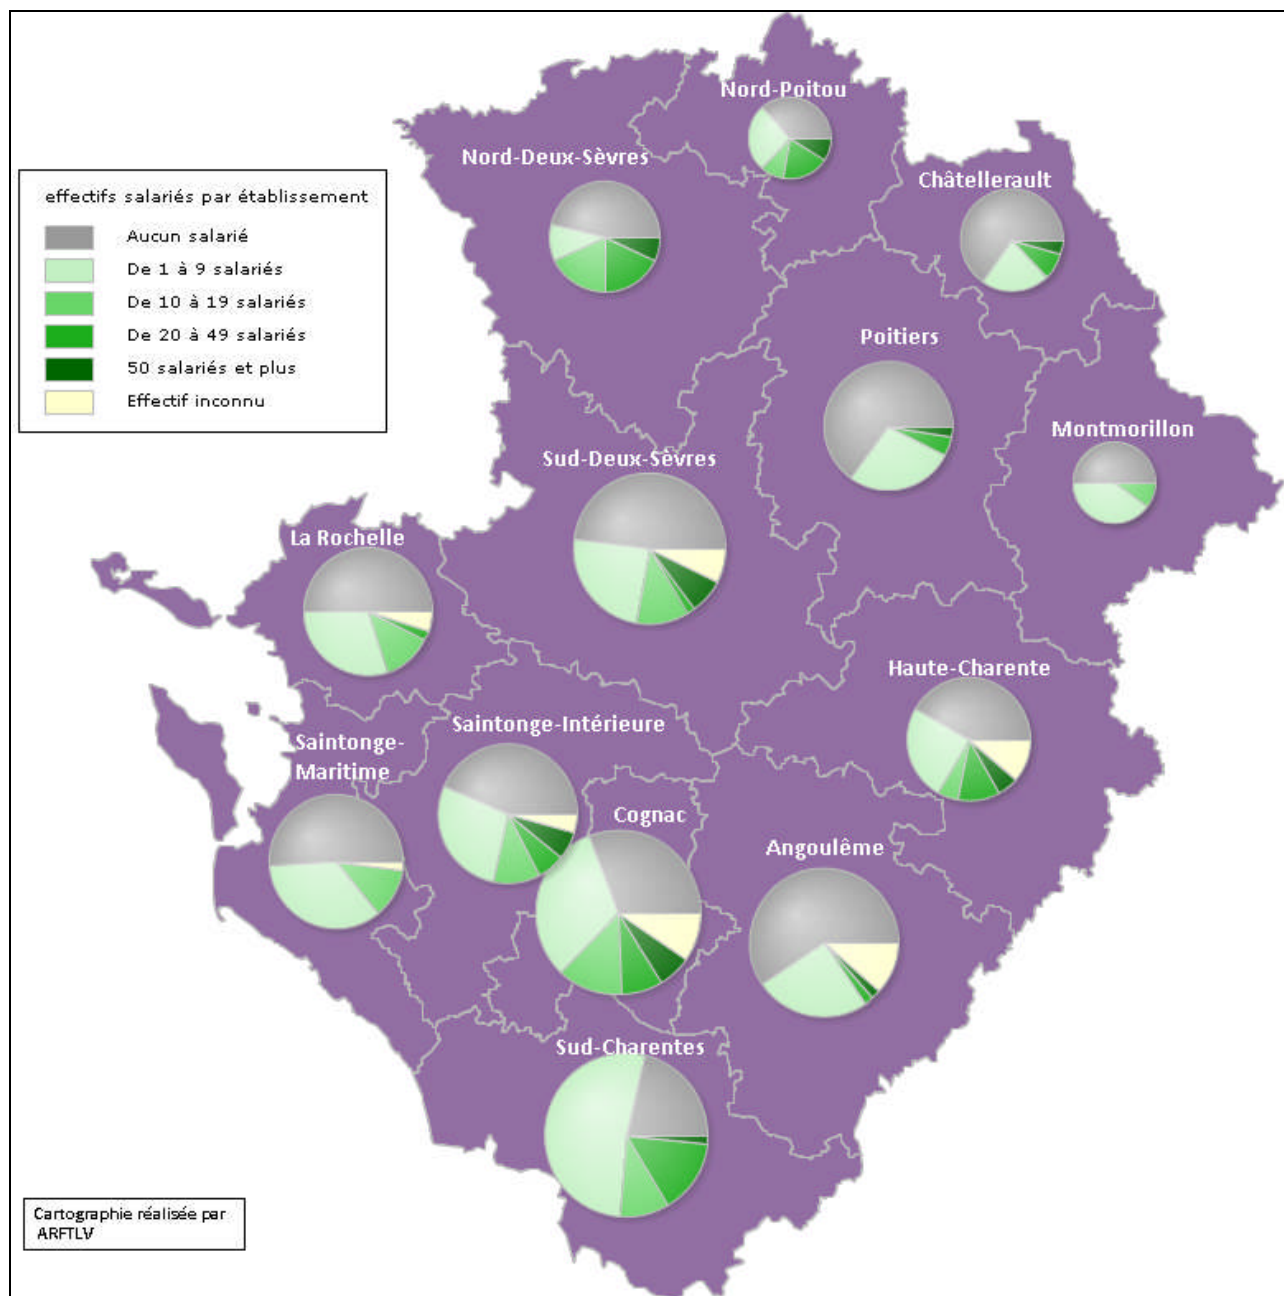 Nord-Poitou
Nord-Deux-Sèvres
Châtellerault
effectifs salariés par établissement
Aucun salarié
De 1 à 9 salariés
De 10 à 19 salariés
De 20 à 49 salariés
50 salariés et plus
Effectif inconnu
Poitiers
Montmorillon
Sud-Deux-Sèvres
La Rochelle
Haute-Charente
Saintonge-Intérieure
Saintonge-
Maritime
Cognac
Angoulême
Sud-Charentes
Cartographie réalisée par
ARFTLV